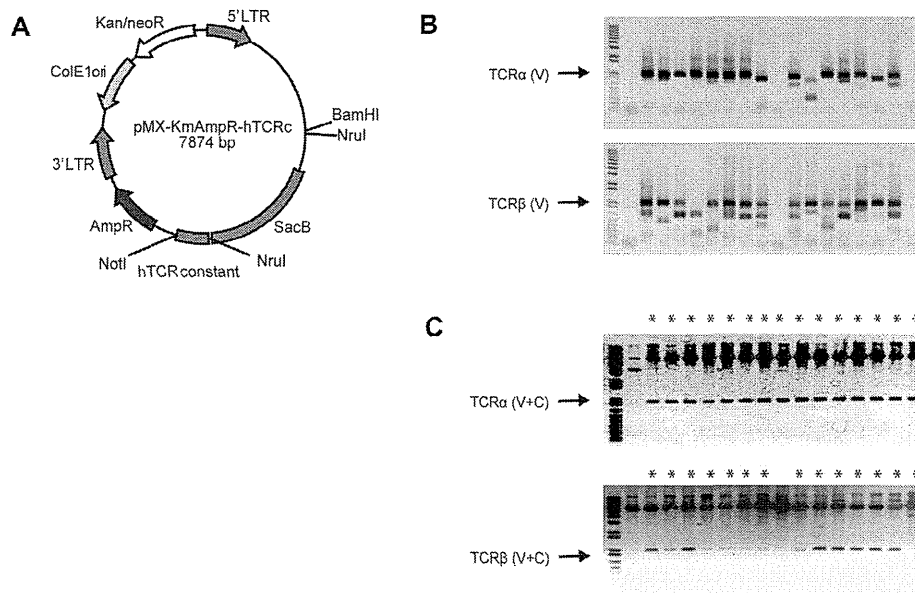 A
Kan/neoR
5'LTR
ColE1ori
BamHI
NruI
pMX-KmAmpR-hTCRc
7874 bp
3'LTR
AmpR
SacB
NotI
NruI
hTCR constant
B
TCRα (V)
TCRβ (V)
C
* * * * * * * * * * * * * * *
TCRα (V+C)
* * * * * * * * * * * * * *
TCRβ (V+C)